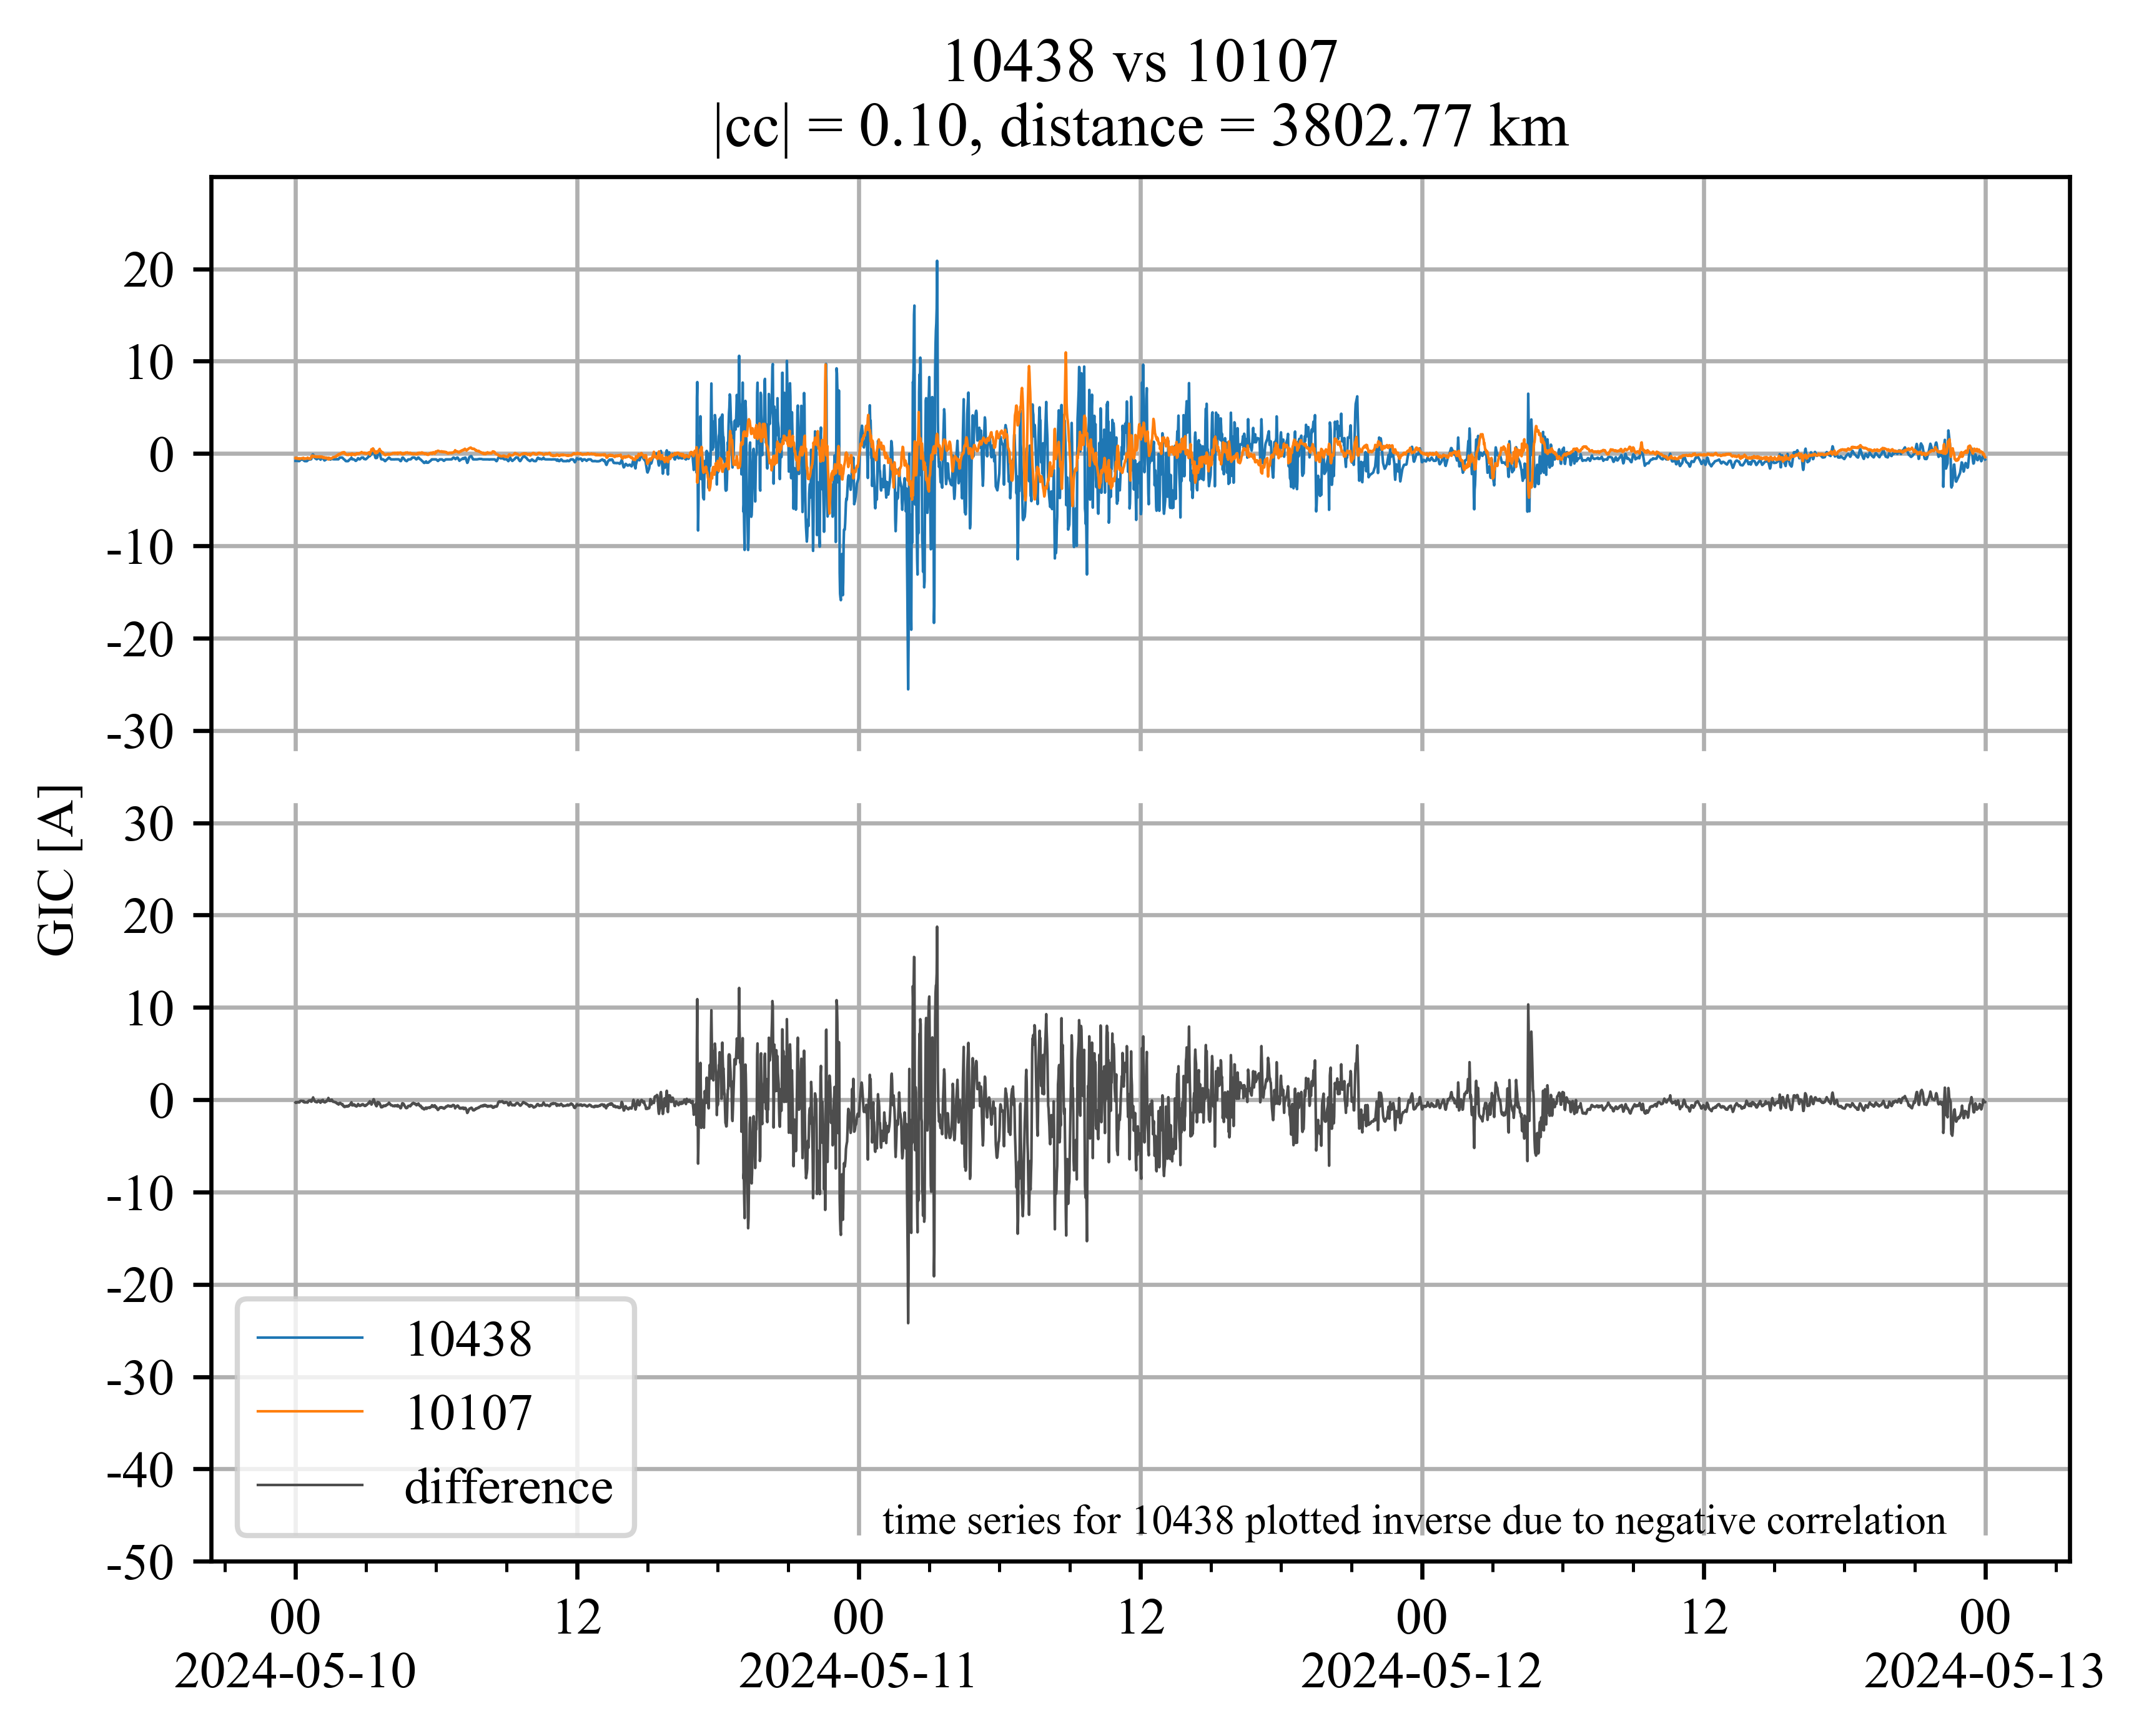 10438 vs 10107
|cc| = 0.10, distance = 3802.77 km
20
10
0
-10
-20
-30
30
20
10
0
-10
-20
-30
-40
-50
GIC [A]
10438
10107
difference
time series for 10438 plotted inverse due to negative correlation
00 12 00 12 00 12 00
2024-05-10 2024-05-11 2024-05-12 2024-05-13